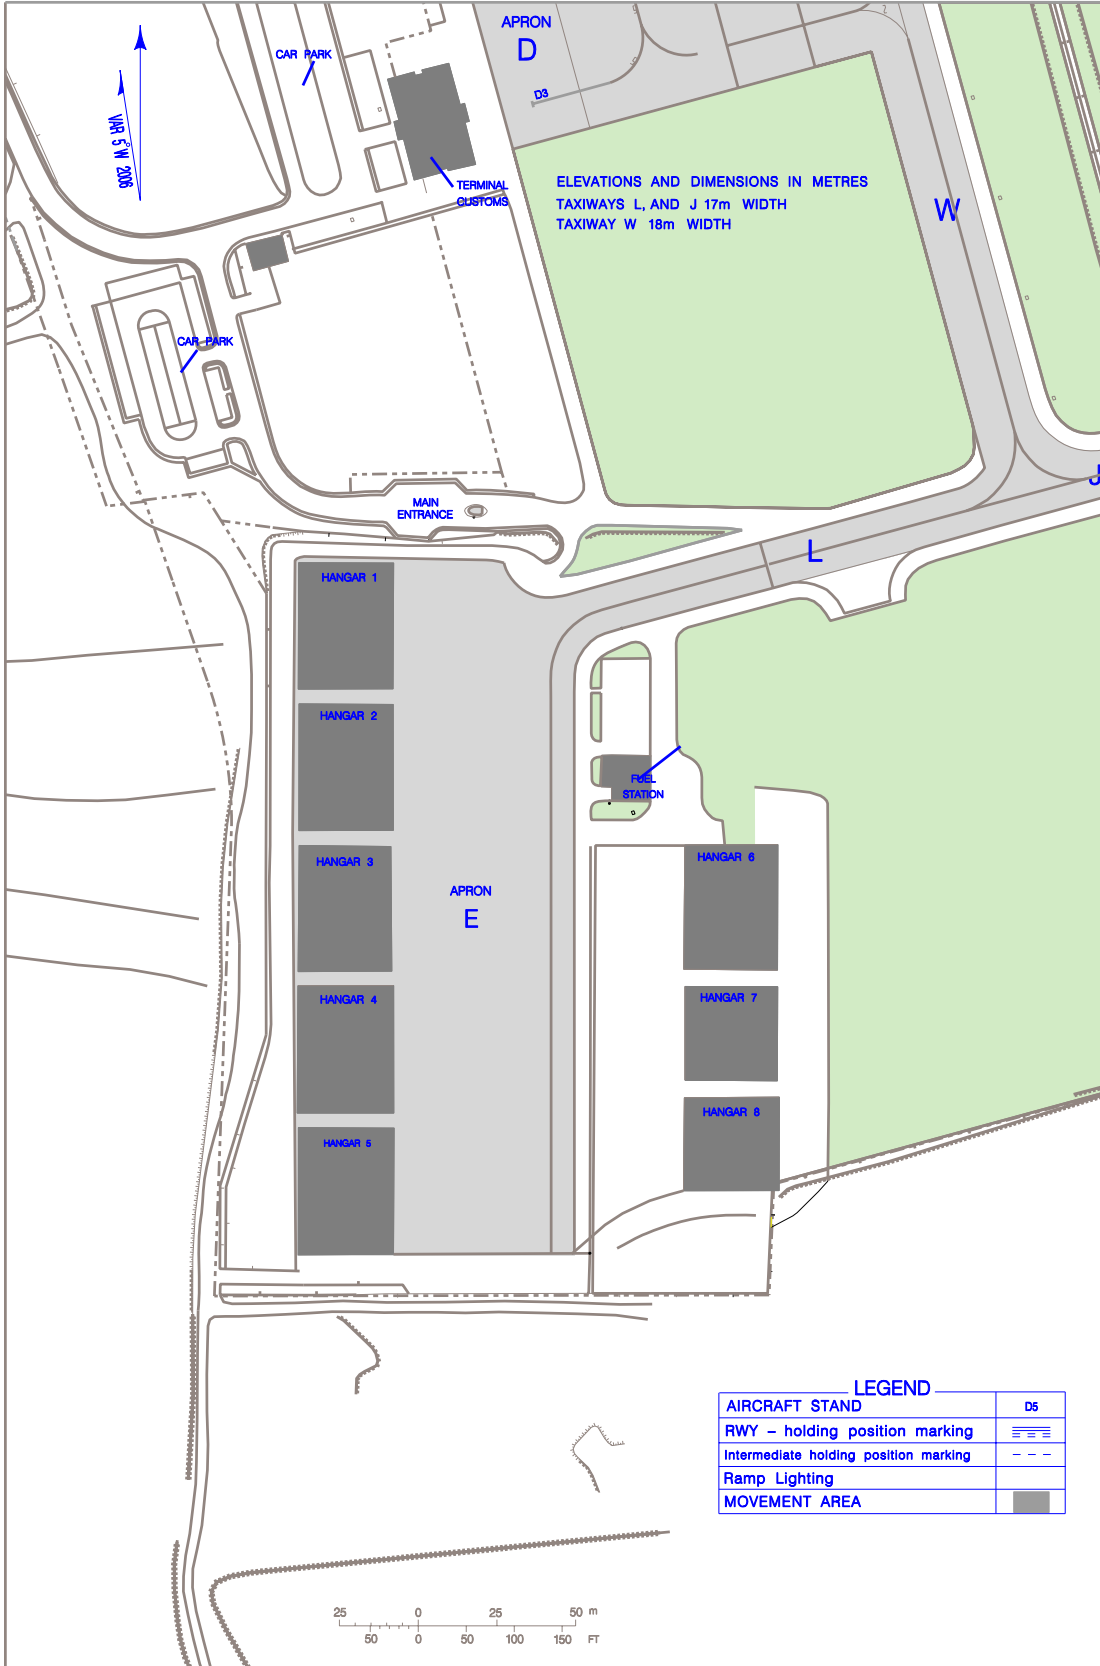 APRON
D
CAR PARK
D3
VAR 5°W 2006
TERMINAL
CUSTOMS
ELEVATIONS AND DIMENSIONS IN METRES
TAXIWAYS L, AND J 17m WIDTH
TAXIWAY W 18m WIDTH
W
CAR PARK
J
MAIN
ENTRANCE
L
HANGAR 1
HANGAR 2
FUEL
STATION
HANGAR 3
HANGAR 6
APRON
E
HANGAR 4
HANGAR 7
HANGAR 5
HANGAR 8
LEGEND
AIRCRAFT STAND D5
RWY - holding position marking
Intermediate holding position marking
Ramp Lighting
MOVEMENT AREA
25 0 25 50 m
50 0 50 100 150 FT